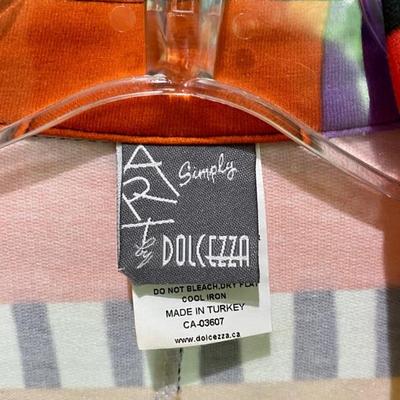 Simply
ART
by DOLCEZZA
DO NOT BLEACH,DRY FLAT
COOL IRON
MADE IN TURKEY
CA-03607
www.dolcezza.ca